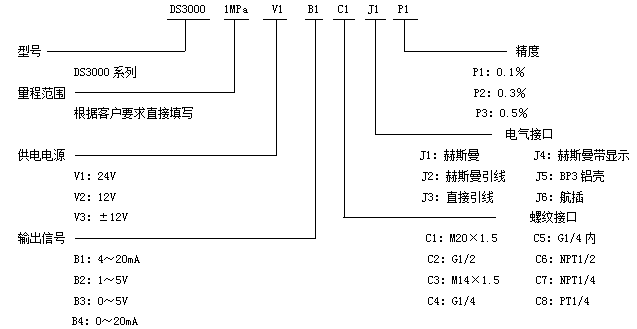 DS3000 1MPa V1 B1 C1 J1 P1
型号
DS3000 系列
量程范围
根据客户要求直接填写
供电电源
V1: 24V
V2: 12V
V3: ±12V
输出信号
B1: 4～20mA
B2: 1～5V
B3: 0～5V
B4: 0～20mA
精度
P1: 0.1%
P2: 0.3%
P3: 0.5%
电气接口
J1: 赫斯曼 J4: 赫斯曼带显示
J2: 赫斯曼引线 J5: BP3 铝壳
J3: 直接引线 J6: 航插
螺纹接口
C1: M20×1.5 C5: G1/4 内
C2: G1/2 C6: NPT1/2
C3: M14×1.5 C7: NPT1/4
C4: G1/4 C8: PT1/4